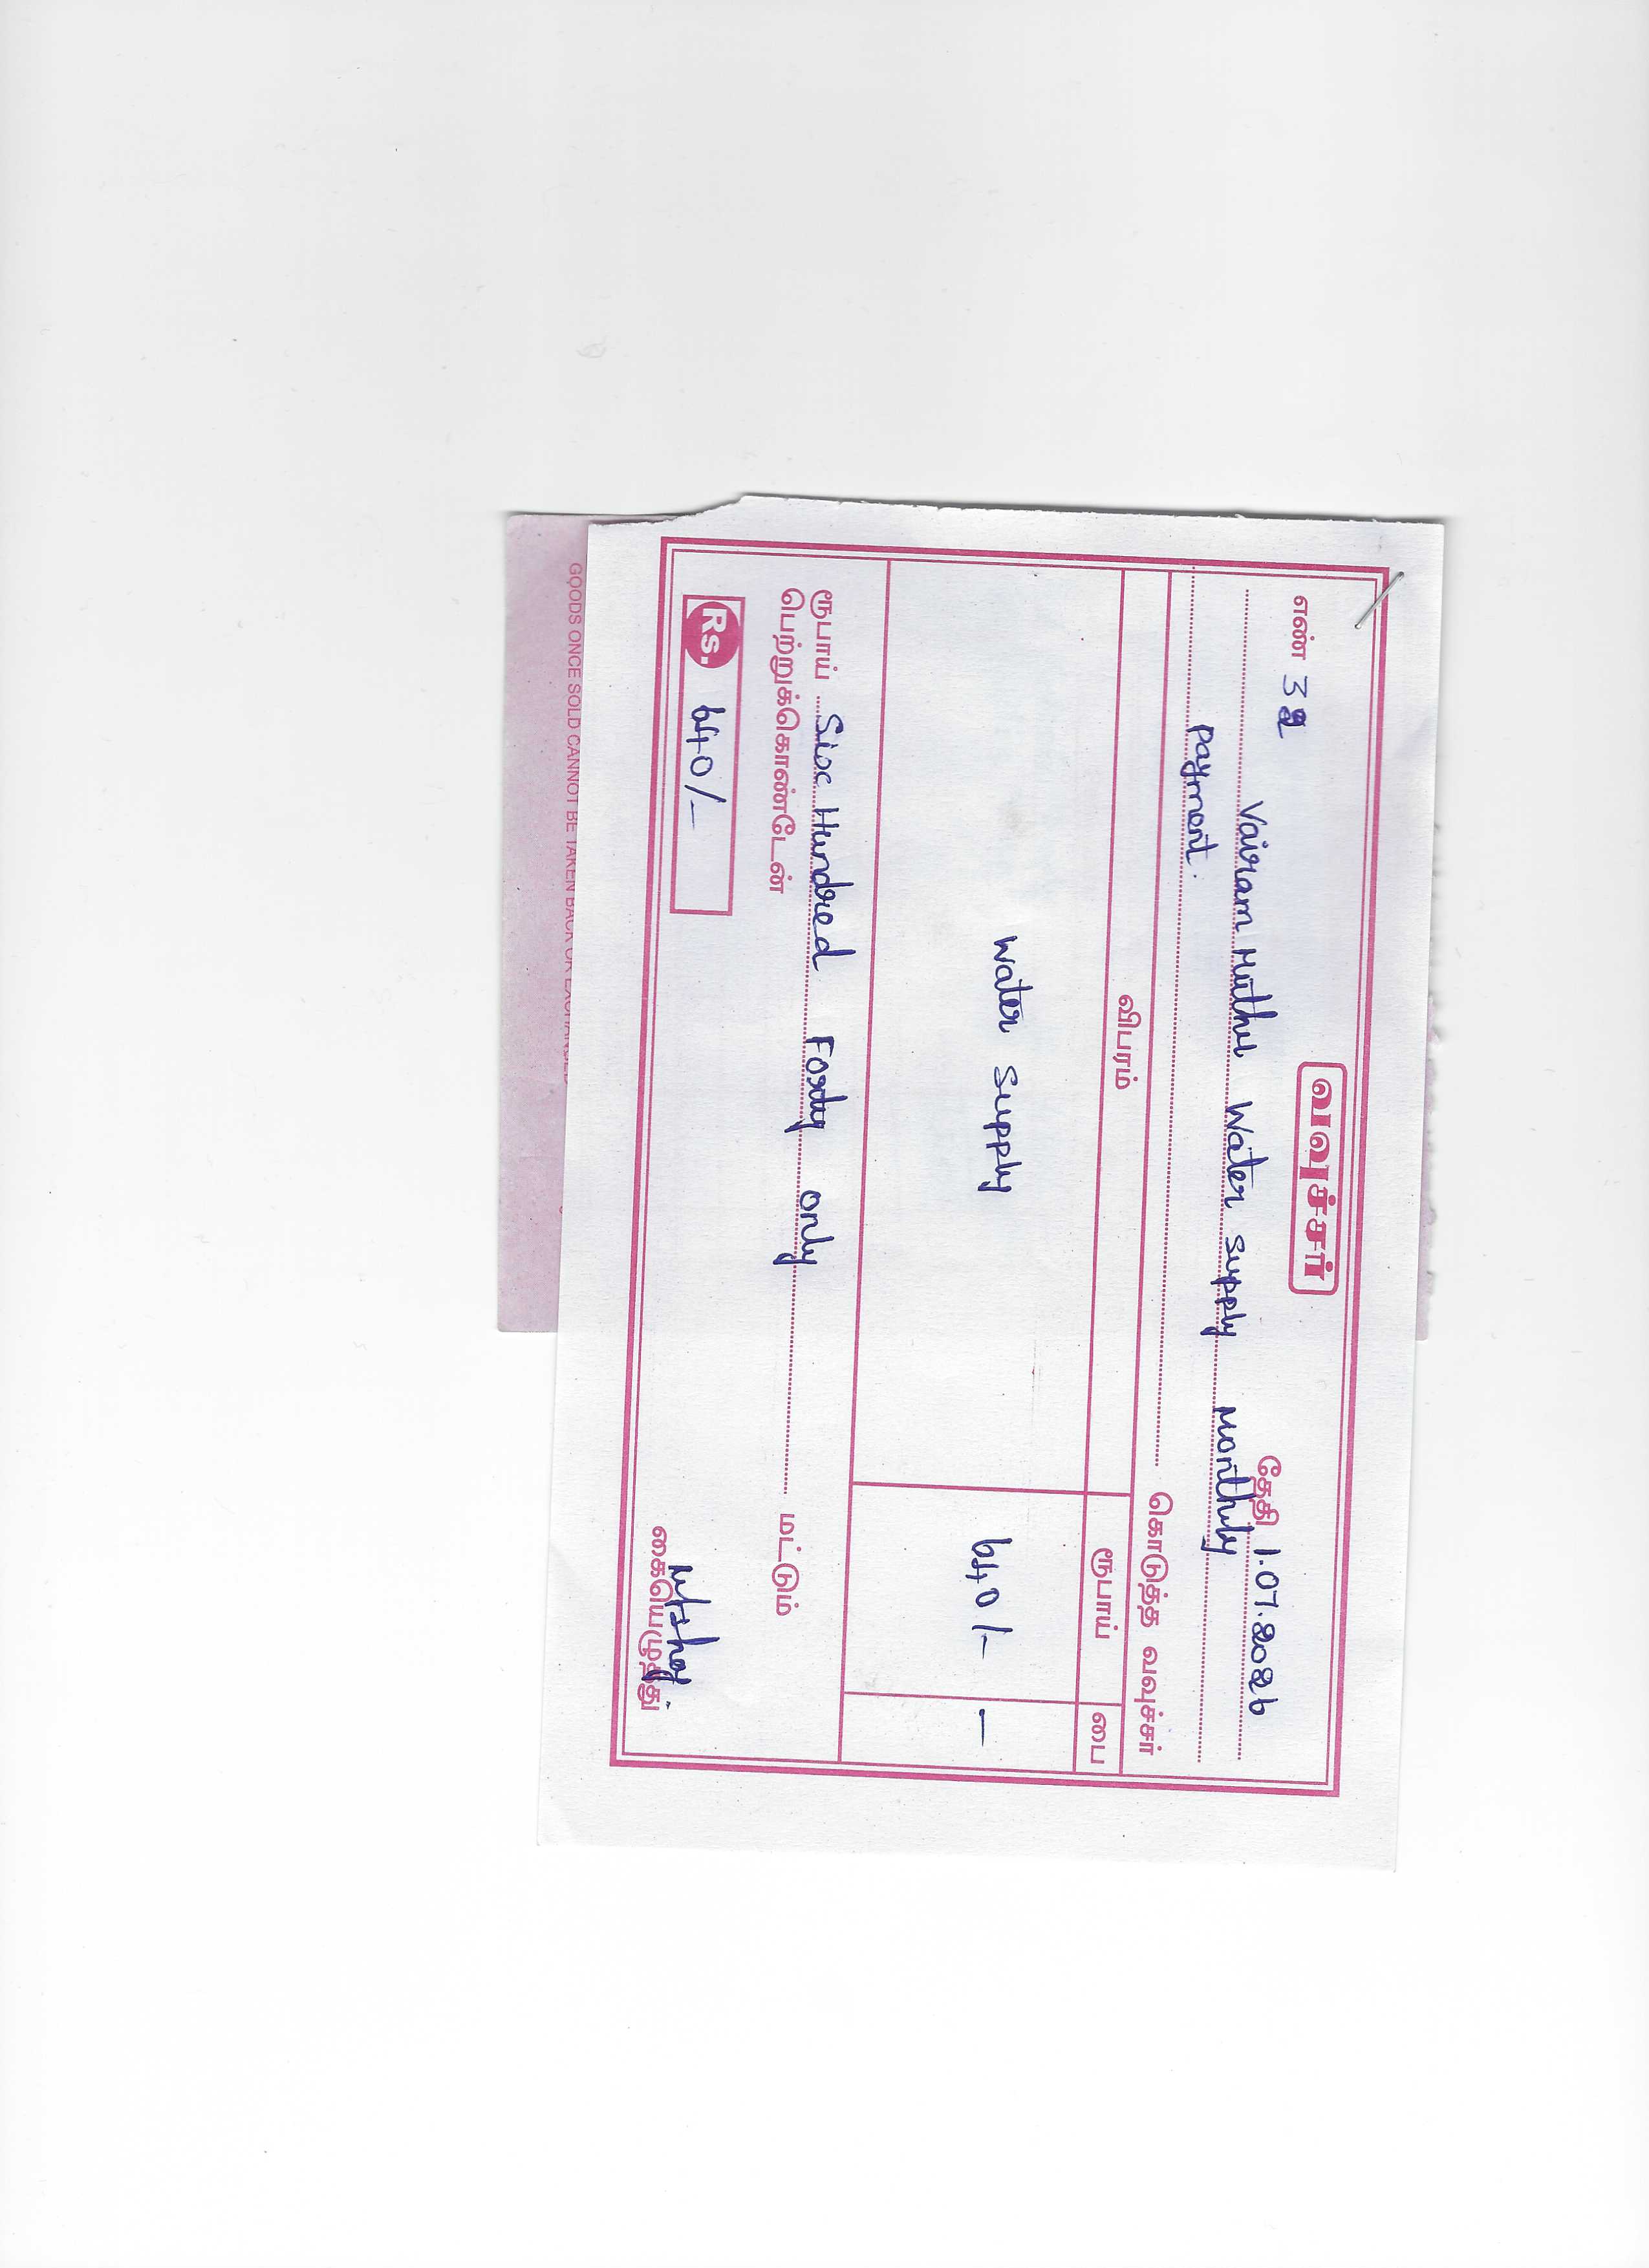 வவுச்சர்
எண் 32
தேதி 1.07.2026
Vairam Muthu Water Supply Monthly
Payment.
கொடுத்த வவுச்சர்
விபரம் ரூபாய் பை
Water Supply 640/- —
ரூபாய் Six Hundred Forty only மட்டும்
பெற்றுக்கொண்டேன்
Rs. 640/-
கையெழுத்து
GOODS ONCE SOLD CANNOT BE TAKEN BACK OR EXCHANGED